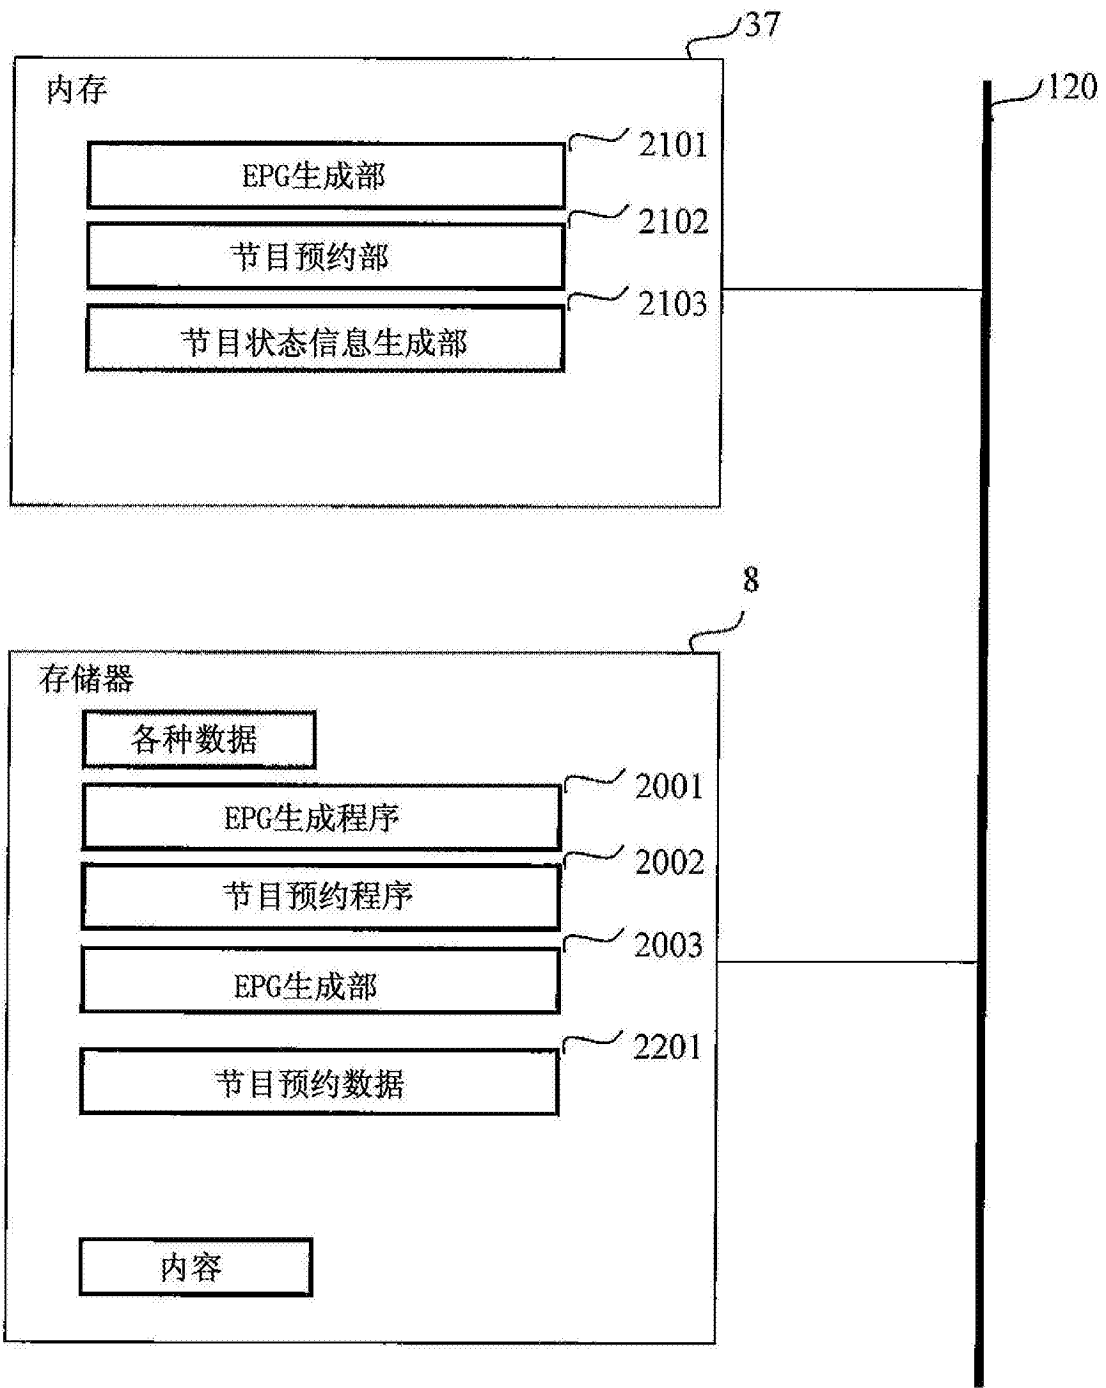 37
120
内存
2101
EPG生成部
2102
节目预约部
2103
节目状态信息生成部
8
存储器
各种数据
2001
EPG生成程序
2002
节目预约程序
2003
EPG生成部
2201
节目预约数据
内容